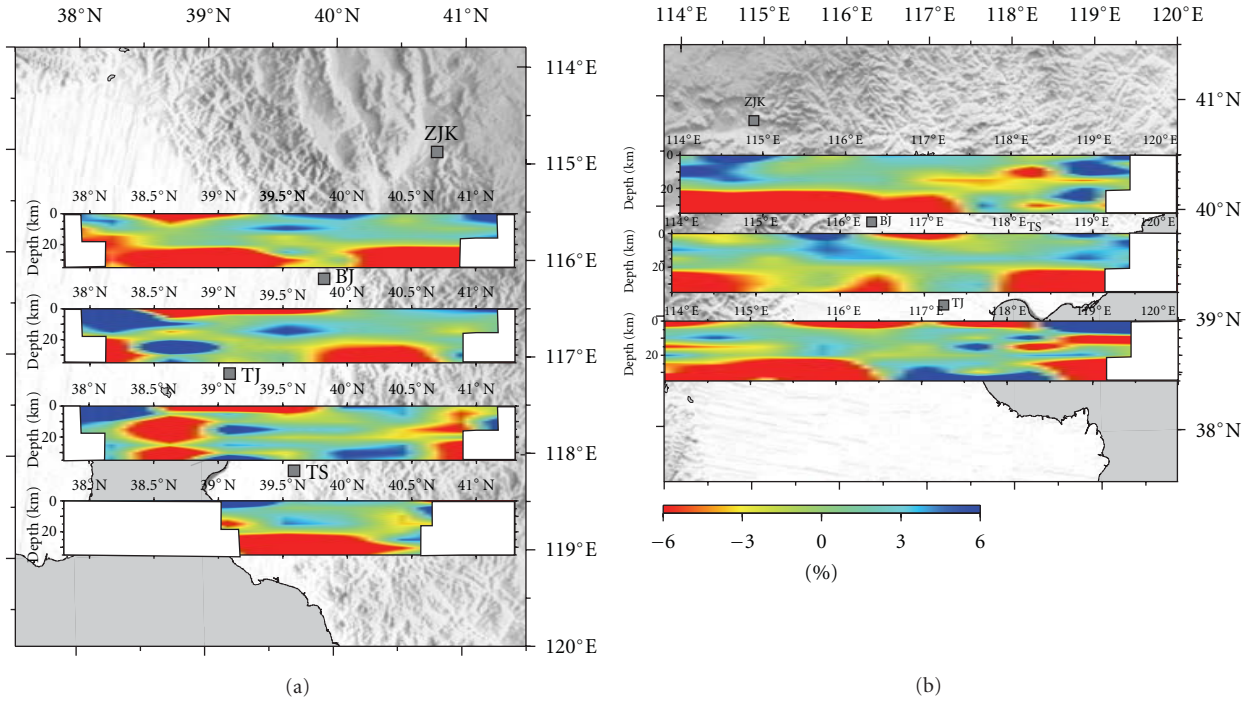 38°N 39°N 40°N 41°N
114°E
ZJK
115°E
38°N 38.5°N 39°N 39.5°N 40°N 40.5°N 41°N
Depth (km)
0
20
116°E
BJ
38°N 38.5°N 39°N 39.5°N 40°N 40.5°N 41°N
Depth (km)
0
20
117°E
TJ
38°N 38.5°N 39°N 39.5°N 40°N 40.5°N 41°N
Depth (km)
0
20
118°E
TS
38°N 38.5°N 39°N 39.5°N 40°N 40.5°N 41°N
Depth (km)
0
20
119°E
120°E
(a)
114°E 115°E 116°E 117°E 118°E 119°E 120°E
41°N
ZJK
114°E 115°E 116°E 117°E 118°E 119°E 120°E
Depth (km)
0
20
40°N
114°E 115°E 116°E BJ 117°E 118°E TS 119°E 120°E
Depth (km)
0
20
TJ
39°N
114°E 115°E 116°E 117°E 118°E 119°E 120°E
Depth (km)
0
20
38°N
−6 −3 0 3 6
(%)
(b)